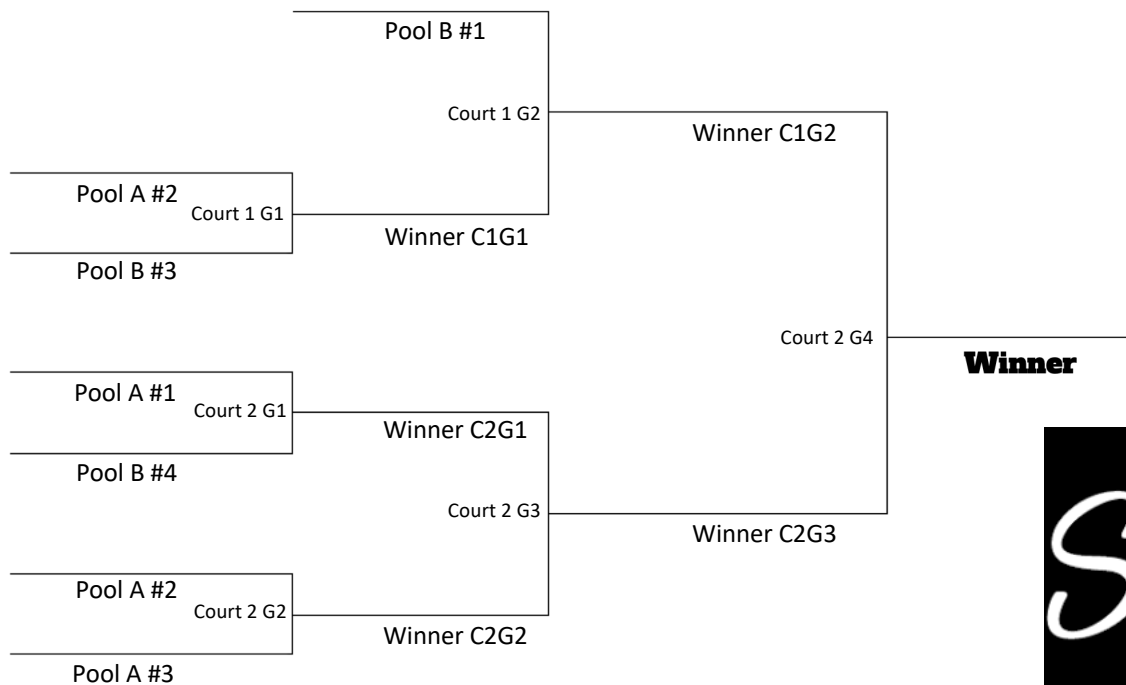 Pool B #1
Court 1 G2
Winner C1G2
Pool A #2
Court 1 G1
Winner C1G1
Pool B #3
Court 2 G4
Winner
Pool A #1
Court 2 G1
Winner C2G1
Pool B #4
Court 2 G3
Winner C2G3
Pool A #2
Court 2 G2
Winner C2G2
Pool A #3
S